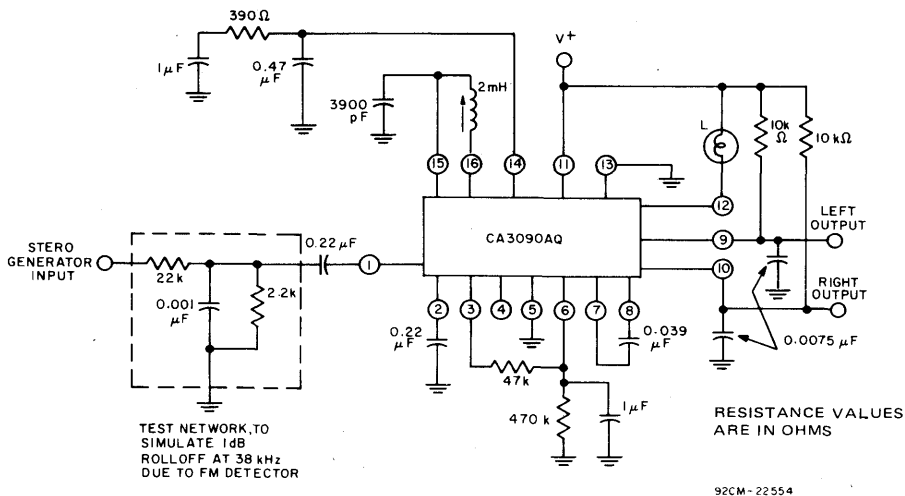 390Ω
1µF
0.47
µF
3900
pF
2mH
V+
L
10k
Ω
10kΩ
15
16
14
11
13
12
CA3090AQ
9
10
LEFT
OUTPUT
RIGHT
OUTPUT
0.0075 µF
STERO
GENERATOR
INPUT
22k
0.001
µF
2.2k
0.22µF
1
2
3
4
5
6
7
8
0.22
µF
0.039
µF
47k
470 k
1µF
TEST NETWORK, TO
SIMULATE 1dB
ROLLOFF AT 38 kHz
DUE TO FM DETECTOR
RESISTANCE VALUES
ARE IN OHMS
92CM-22554